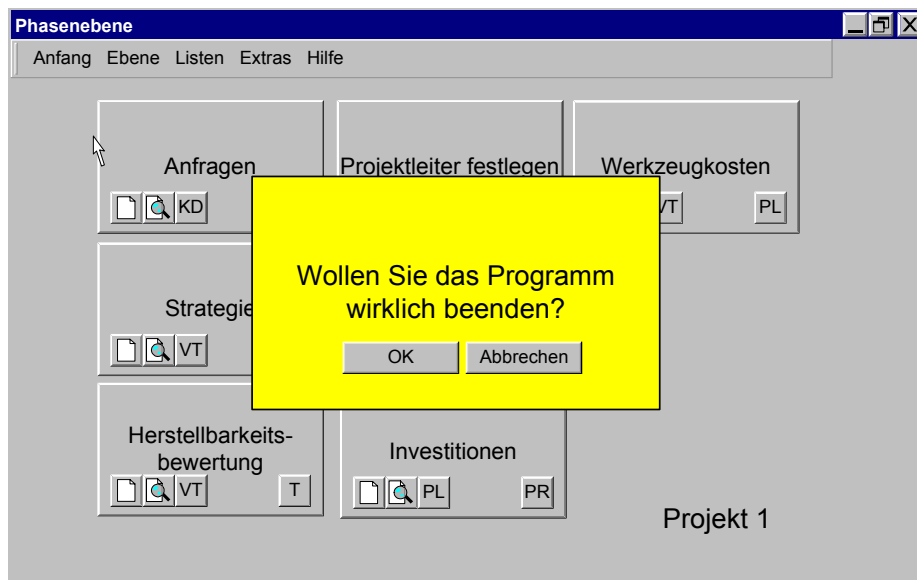 Phasenebene
Anfang Ebene Listen Extras Hilfe
Anfragen
KD
Projektleiter festlegen
Werkzeugkosten
VT PL
Strategie
VT
Wollen Sie das Programm
wirklich beenden?
OK Abbrechen
Herstellbarkeits-
bewertung
VT T
Investitionen
PL PR
Projekt 1